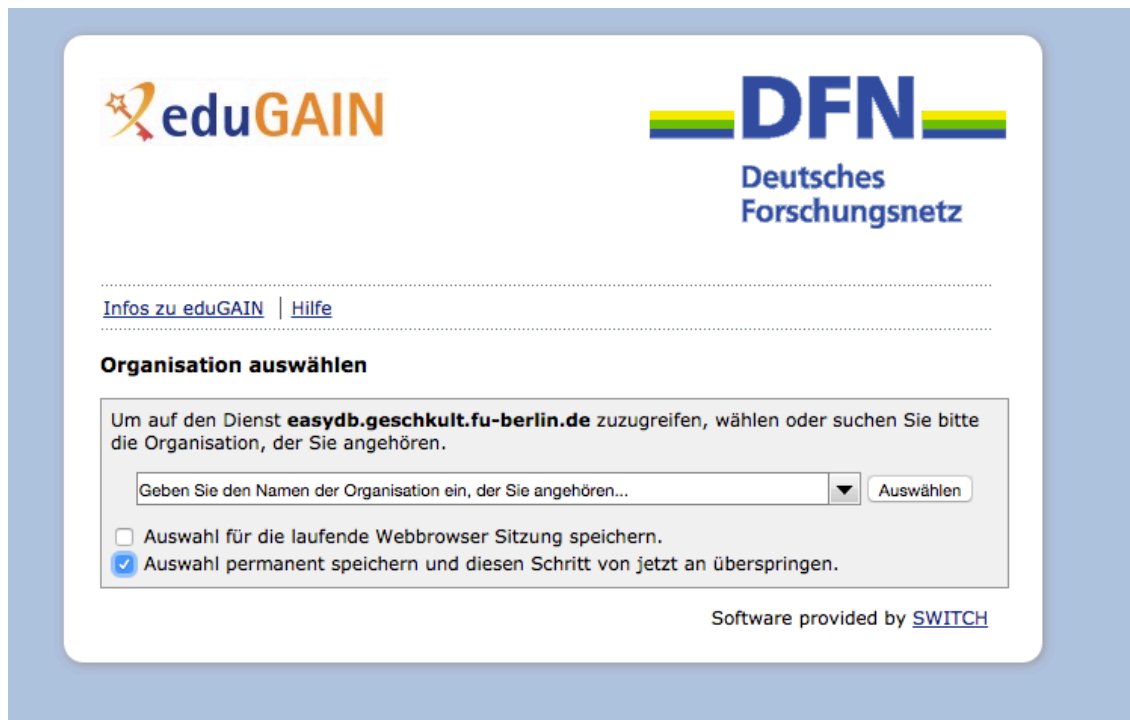 eduGAIN
DFN
Deutsches
Forschungsnetz
Infos zu eduGAIN | Hilfe
Organisation auswählen
Um auf den Dienst easydb.geschkult.fu-berlin.de zuzugreifen, wählen oder suchen Sie bitte
die Organisation, der Sie angehören.
Geben Sie den Namen der Organisation ein, der Sie angehören... Auswählen
Auswahl für die laufende Webbrowser Sitzung speichern.
Auswahl permanent speichern und diesen Schritt von jetzt an überspringen.
Software provided by SWITCH